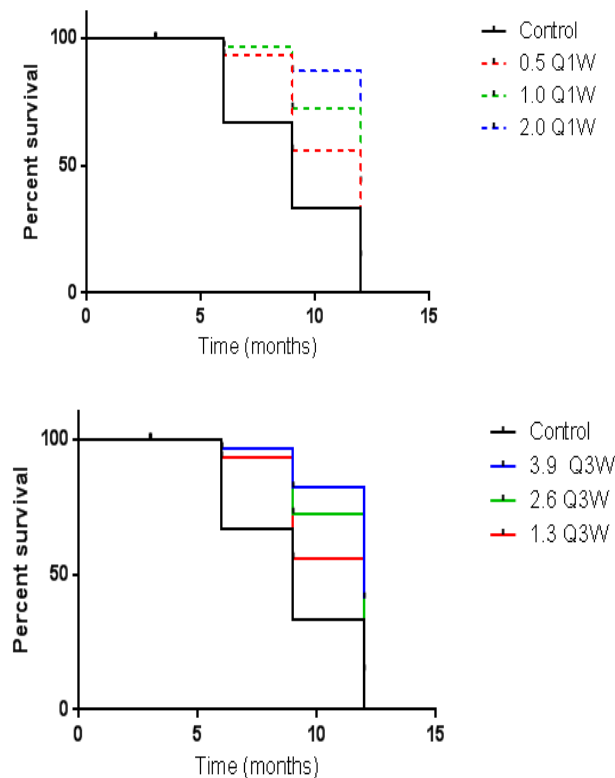 Percent survival
100
50
0
0 5 10 15
Time (months)
Control
0.5 Q1W
1.0 Q1W
2.0 Q1W
Percent survival
100
50
0
0 5 10 15
Time (months)
Control
3.9 Q3W
2.6 Q3W
1.3 Q3W